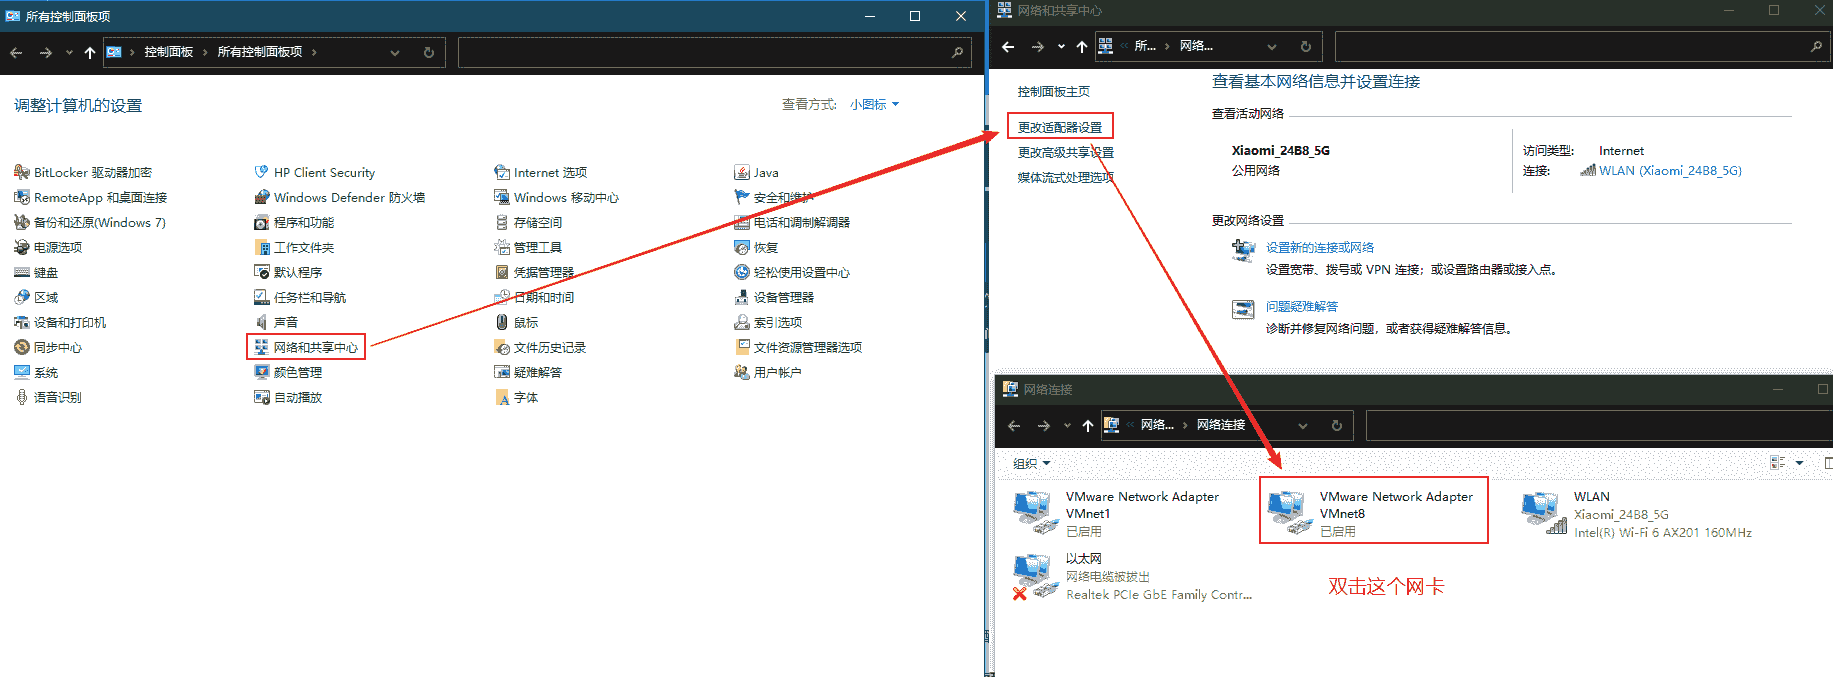 所有控制面板项
控制面板
所有控制面板项
调整计算机的设置
查看方式:
小图标
BitLocker 驱动器加密
HP Client Security
Internet 选项
Java
RemoteApp 和桌面连接
Windows Defender 防火墙
Windows 移动中心
安全和维护
备份和还原(Windows 7)
程序和功能
存储空间
电话和调制解调器
电源选项
工作文件夹
管理工具
恢复
键盘
默认程序
凭据管理器
轻松使用设置中心
区域
任务栏和导航
日期和时间
设备管理器
设备和打印机
声音
鼠标
索引选项
同步中心
网络和共享中心
文件历史记录
文件资源管理器选项
系统
颜色管理
疑难解答
用户帐户
语音识别
自动播放
字体
网络和共享中心
所...
网络...
控制面板主页
更改适配器设置
更改高级共享设置
媒体流式处理选项
查看基本网络信息并设置连接
查看活动网络
Xiaomi_24B8_5G
公用网络
访问类型:
Internet
连接:
WLAN (Xiaomi_24B8_5G)
更改网络设置
设置新的连接或网络
设置宽带、拨号或 VPN 连接；或设置路由器或接入点。
问题疑难解答
诊断并修复网络问题，或者获得疑难解答信息。
网络连接
网络...
网络连接
组织
VMware Network Adapter
VMnet1
已启用
VMware Network Adapter
VMnet8
已启用
WLAN
Xiaomi_24B8_5G
Intel(R) Wi-Fi 6 AX201 160MHz
以太网
网络电缆被拔出
Realtek PCIe GbE Family Contr...
双击这个网卡